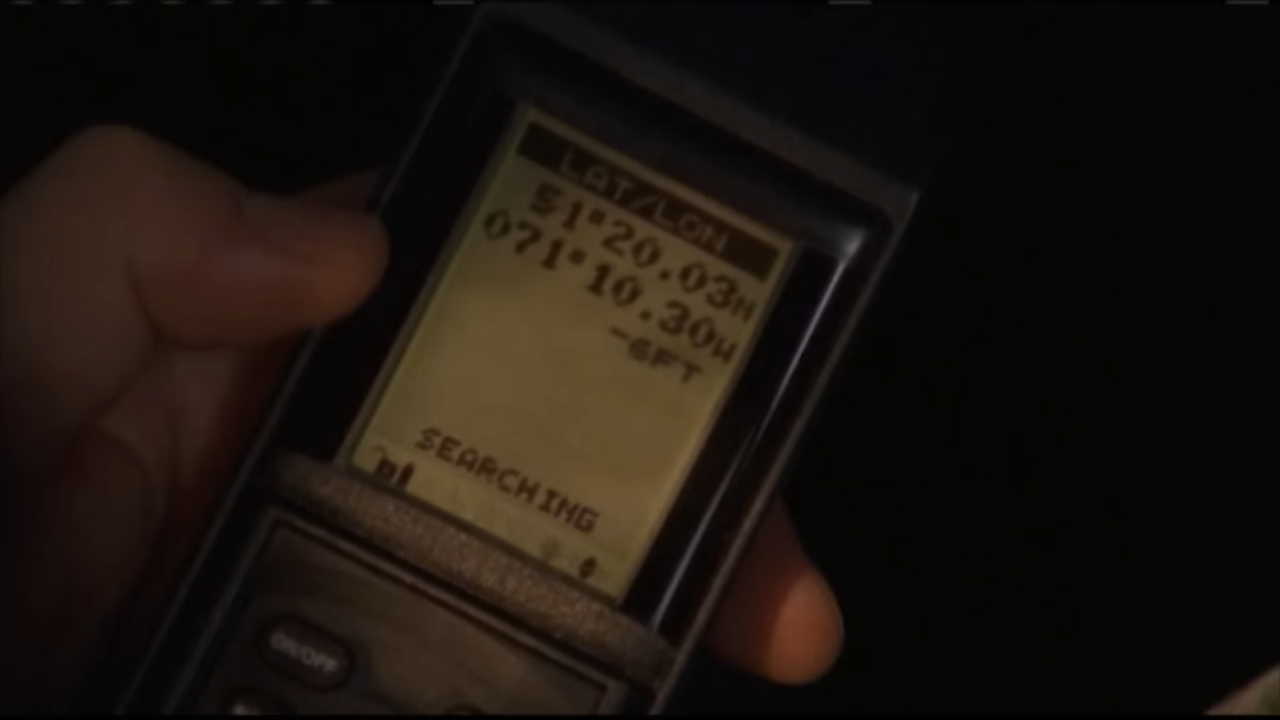 LAT/LON
51°20.03N
071°10.30W
-6FT
SEARCHING
ON/OFF